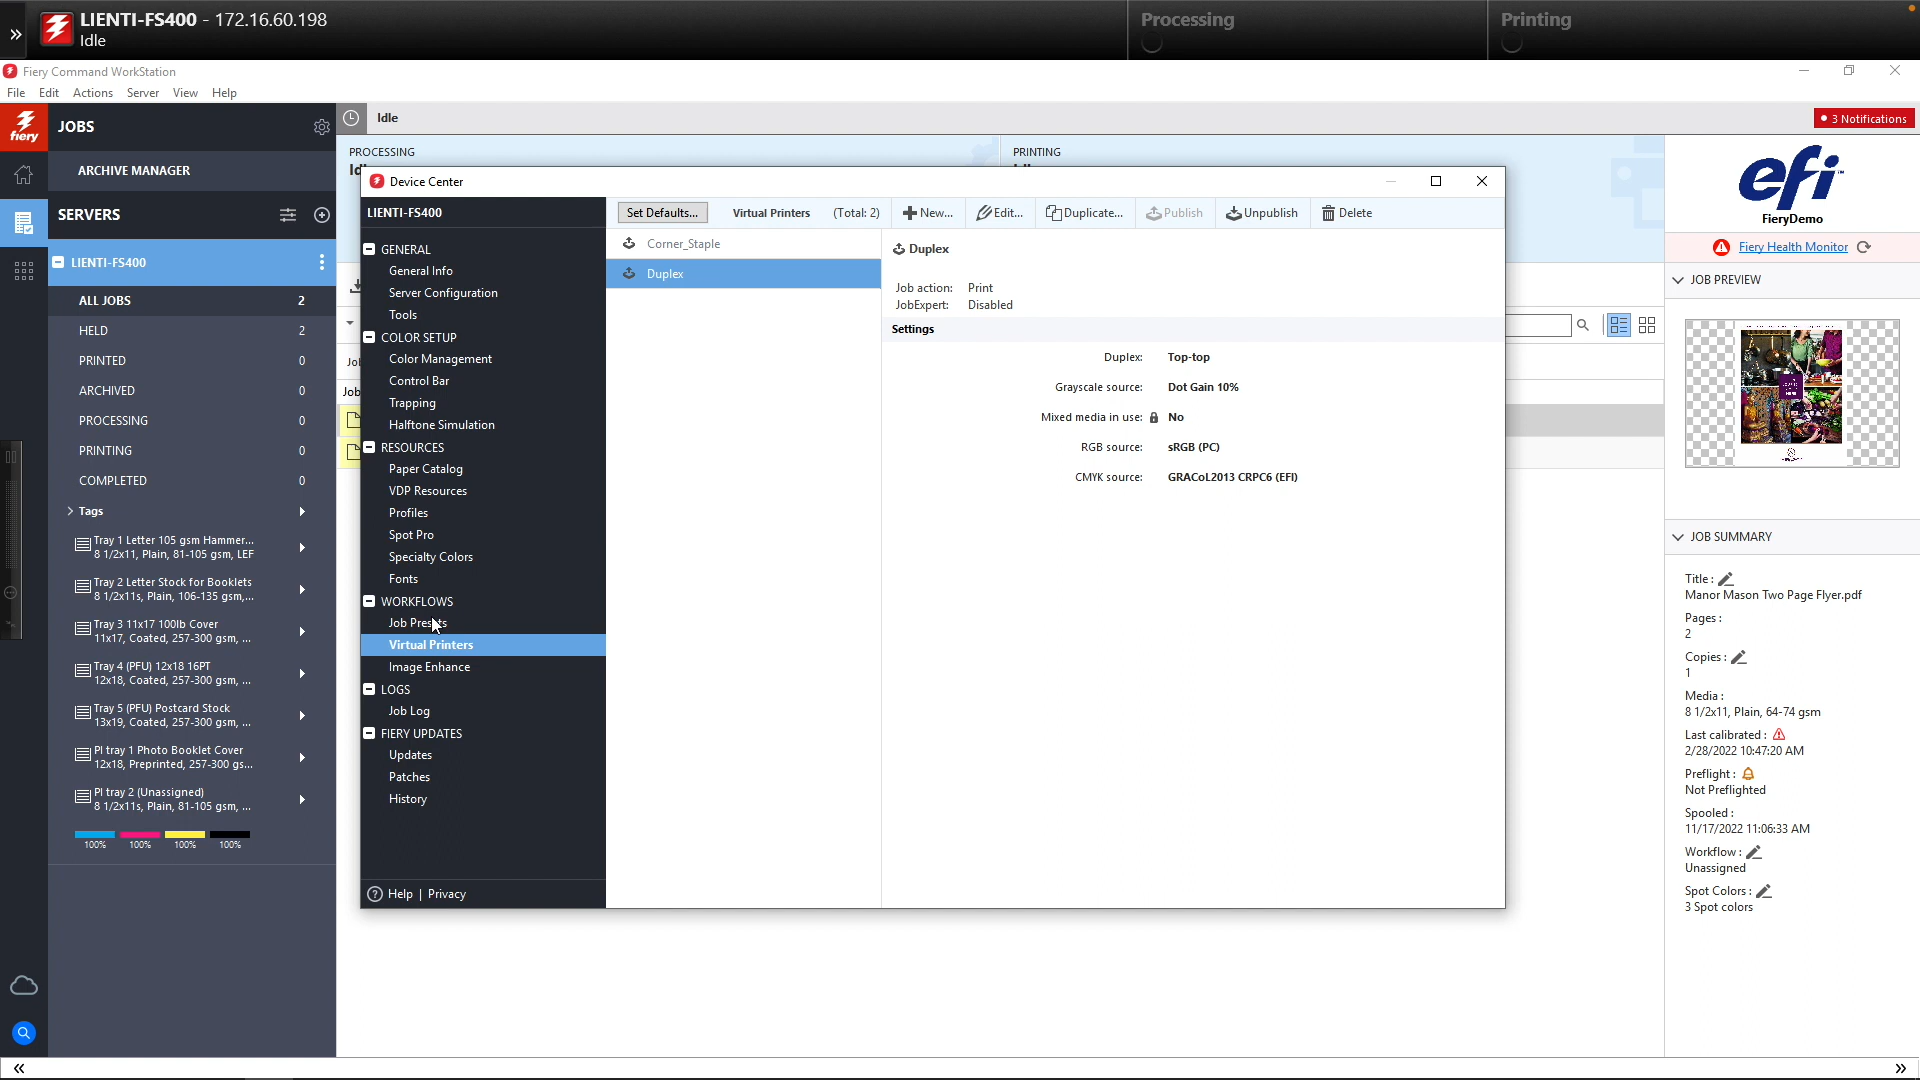 LIENTI-FS400 - 172.16.60.198
Idle
Processing
Printing
Fiery Command WorkStation
File Edit Actions Server View Help
fiery
JOBS
Idle
3 Notifications
ARCHIVE MANAGER
PROCESSING
PRINTING
SERVERS
LIENTI-FS400
ALL JOBS 2
HELD 2
PRINTED 0
ARCHIVED 0
PROCESSING 0
PRINTING 0
COMPLETED 0
Tags
Tray 1 Letter 105 gsm Hammer...
8 1/2x11, Plain, 81-105 gsm, LEF
Tray 2 Letter Stock for Booklets
8 1/2x11s, Plain, 106-135 gsm,...
Tray 3 11x17 100lb Cover
11x17, Coated, 257-300 gsm, ...
Tray 4 (PFU) 12x18 16PT
12x18, Coated, 257-300 gsm, ...
Tray 5 (PFU) Postcard Stock
13x19, Coated, 257-300 gsm, ...
PI tray 1 Photo Booklet Cover
12x18, Preprinted, 257-300 gs...
PI tray 2 (Unassigned)
8 1/2x11s, Plain, 81-105 gsm, ...
100% 100% 100% 100%
Device Center
LIENTI-FS400
GENERAL
General Info
Server Configuration
Tools
COLOR SETUP
Color Management
Control Bar
Trapping
Halftone Simulation
RESOURCES
Paper Catalog
VDP Resources
Profiles
Spot Pro
Specialty Colors
Fonts
WORKFLOWS
Job Presets
Virtual Printers
Image Enhance
LOGS
Job Log
FIERY UPDATES
Updates
Patches
History
Help | Privacy
Set Defaults... Virtual Printers (Total: 2) New... Edit... Duplicate... Publish Unpublish Delete
Corner_Staple
Duplex
Duplex
Job action: Print
JobExpert: Disabled
Settings
Duplex: Top-top
Grayscale source: Dot Gain 10%
Mixed media in use: No
RGB source: sRGB (PC)
CMYK source: GRACoL2013 CRPC6 (EFI)
efi
FieryDemo
Fiery Health Monitor
JOB PREVIEW
JOB SUMMARY
Title :
Manor Mason Two Page Flyer.pdf
Pages :
2
Copies :
1
Media :
8 1/2x11, Plain, 64-74 gsm
Last calibrated :
2/28/2022 10:47:20 AM
Preflight :
Not Preflighted
Spooled :
11/17/2022 11:06:33 AM
Workflow :
Unassigned
Spot Colors :
3 Spot colors